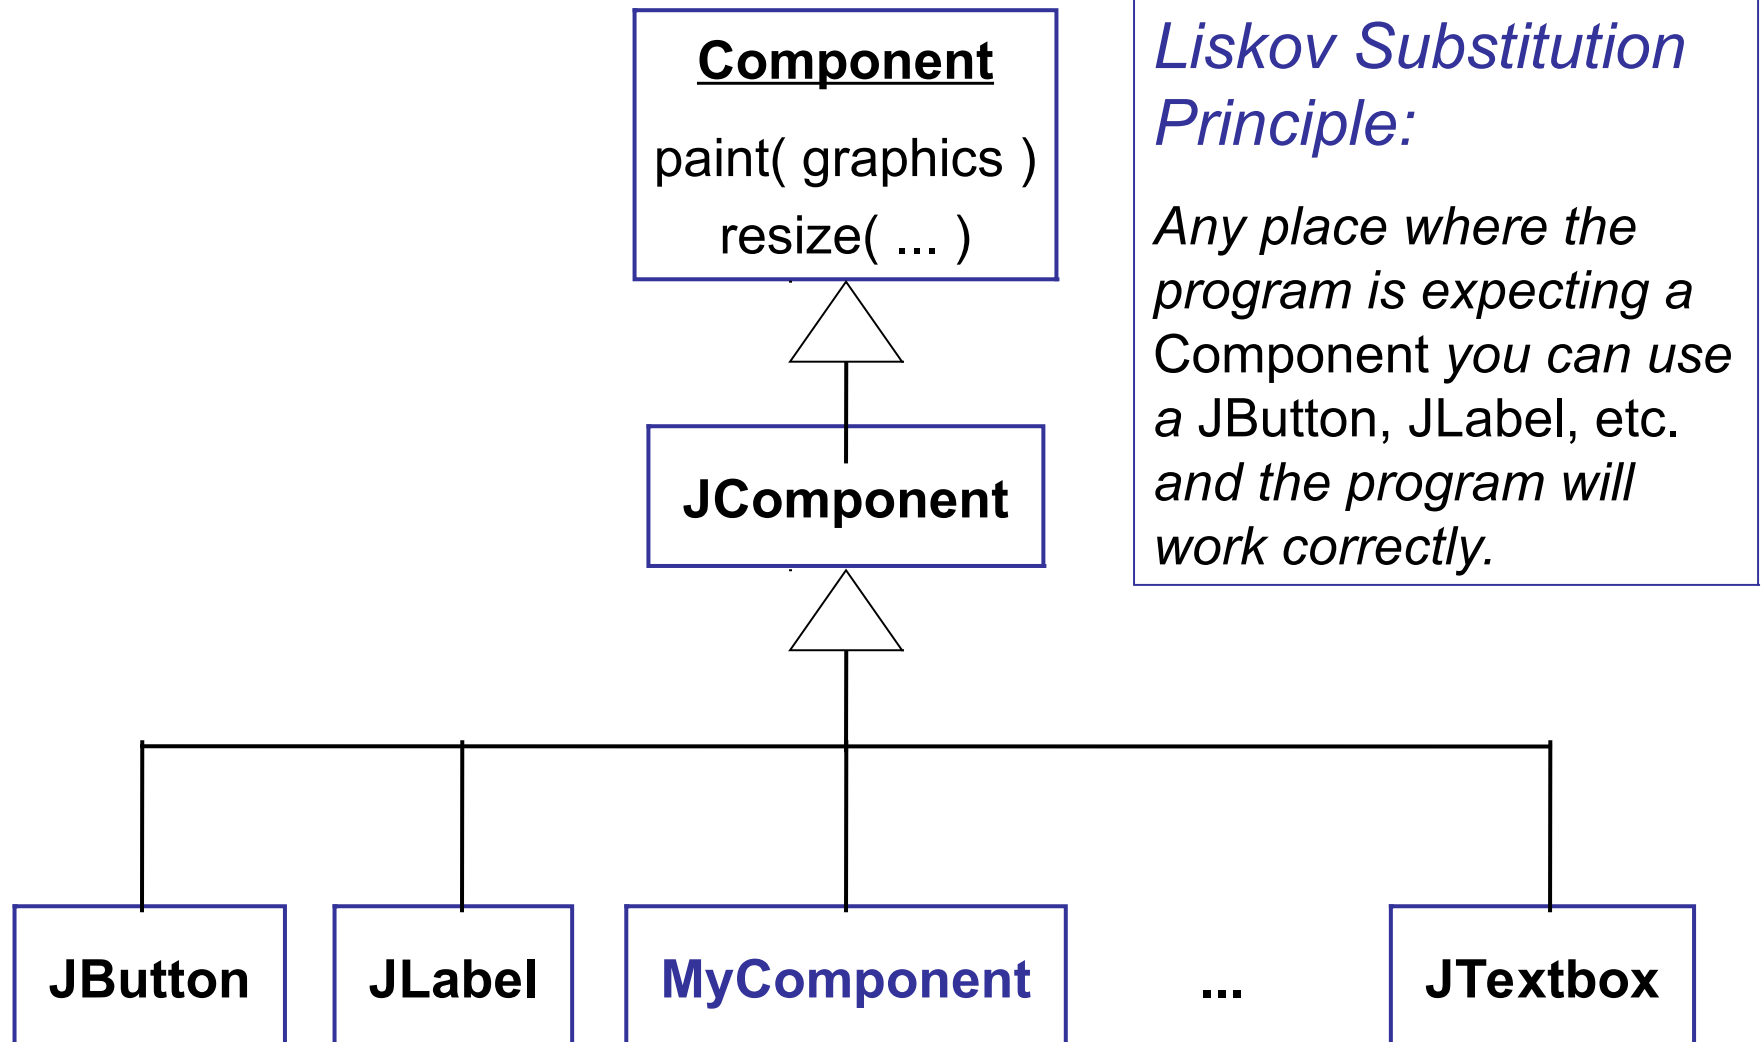 Component
paint( graphics )
resize( ... )
Liskov Substitution
Principle:
Any place where the
program is expecting a
Component you can use
a JButton, JLabel, etc.
and the program will
work correctly.
JComponent
JButton
JLabel
MyComponent
...
JTextbox